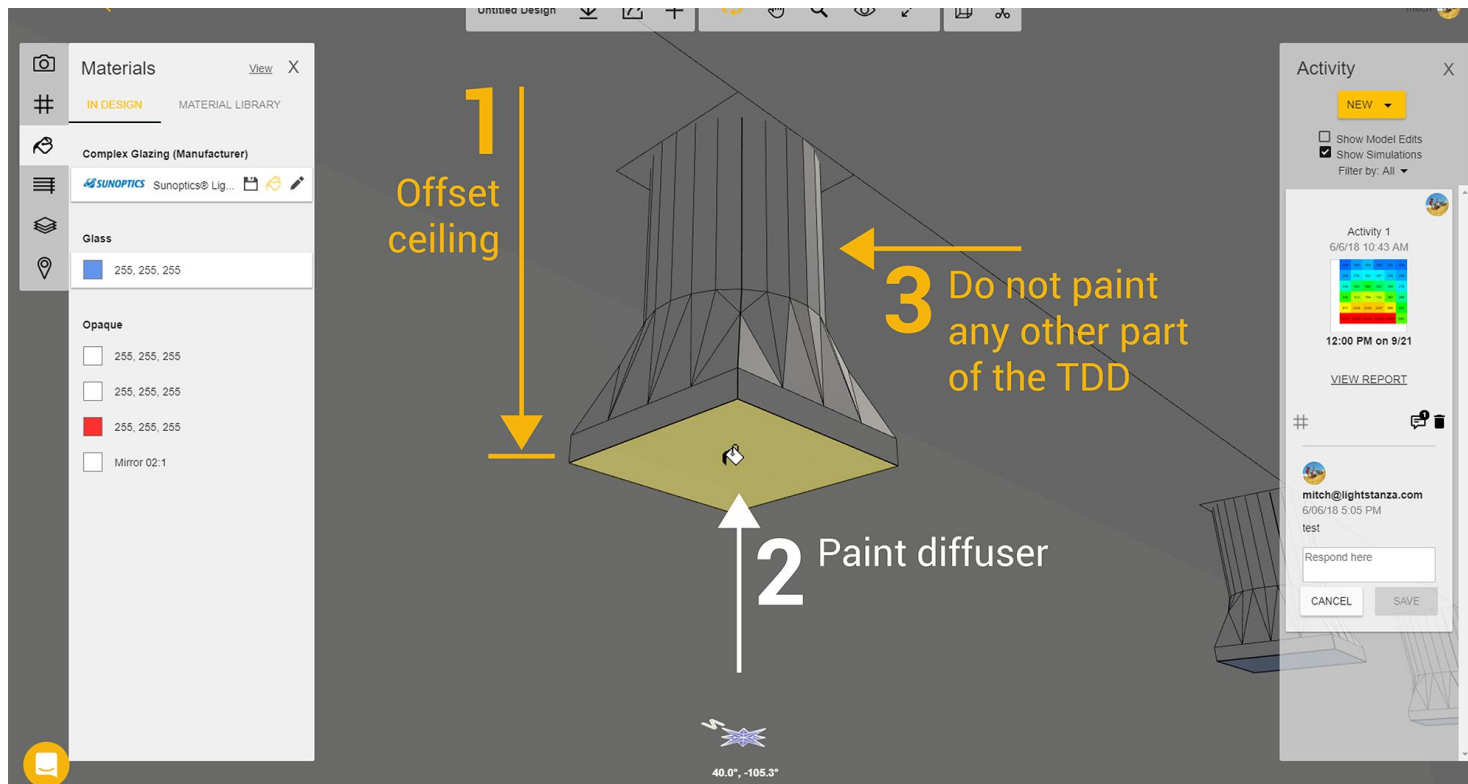 Untitled Design
Materials
View
X
IN DESIGN
MATERIAL LIBRARY
Complex Glazing (Manufacturer)
SUNOPTICS
Sunoptics® Lig...
Glass
255, 255, 255
Opaque
255, 255, 255
255, 255, 255
255, 255, 255
Mirror 02:1
1
Offset
ceiling
2 Paint diffuser
3 Do not paint
any other part
of the TDD
N
40.0°, -105.3°
Activity
X
NEW
Show Model Edits
Show Simulations
Filter by: All
Activity 1
6/6/18 10:43 AM
12:00 PM on 9/21
VIEW REPORT
1
mitch@lightstanza.com
6/06/18 5:05 PM
test
Respond here
CANCEL
SAVE